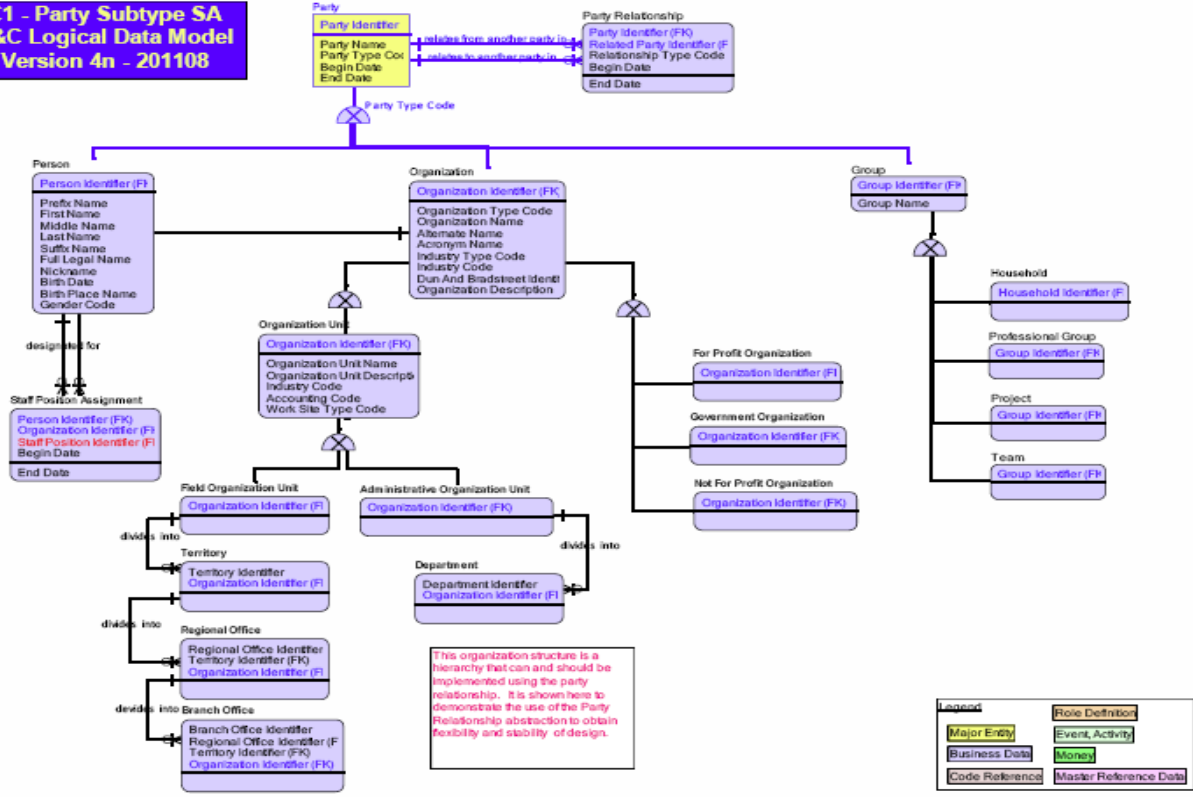 C1 - Party Subtype SA
&C Logical Data Model
Version 4n - 201108
Party
Party Identifier
Party Name
Party Type Co
Begin Date
End Date
relates from another party in
relates to another party in
Party Relationship
Party Identifier (FK)
Related Party Identifier (F
Relationship Type Code
Begin Date
End Date
Party Type Code
Person
Person Identifier (FK
Prefix Name
First Name
Middle Name
Last Name
Suffix Name
Full Legal Name
Nickname
Birth Date
Birth Place Name
Gender Code
Organization
Organization Identifier (FK
Organization Type Code
Organization Name
Alternate Name
Acronym Name
Industry Type Code
Industry Code
Dun And Bradstreet Identi
Organization Description
Group
Group Identifier (FK
Group Name
Household
Household Identifier (F
Professional Group
Group Identifier (FK
Project
Group Identifier (FK
Team
Group Identifier (FK
designated for
Staff Position Assignment
Person Identifier (FK)
Organization Identifier (FK
Staff Position Identifier (F
Begin Date
End Date
Organization Unit
Organization Identifier (FK)
Organization Unit Name
Organization Unit Descripti
Industry Code
Accounting Code
Work Site Type Code
For Profit Organization
Organization Identifier (F
Government Organization
Organization Identifier (FK
Not For Profit Organization
Organization Identifier (FK)
Field Organization Unit
Organization Identifier (F
divides into
Territory
Territory Identifier
Organization Identifier (F
divides into
Regional Office
Regional Office Identifier
Territory Identifier (FK)
Organization Identifier (F
devides into
Branch Office
Branch Office Identifier
Regional Office Identifier (F
Territory Identifier (FK)
Organization Identifier (FK)
Administrative Organization Unit
Organization Identifier (FK)
divides into
Department
Department Identifier
Organization Identifier (F
This organization structure is a
hierarchy that can and should be
implemented using the party
relationship. It is shown here to
demonstrate the use of the Party
Relationship abstraction to obtain
flexibility and stability of design.
Legend
Major Entity
Business Data
Code Reference
Role Definition
Event, Activity
Money
Master Reference Data